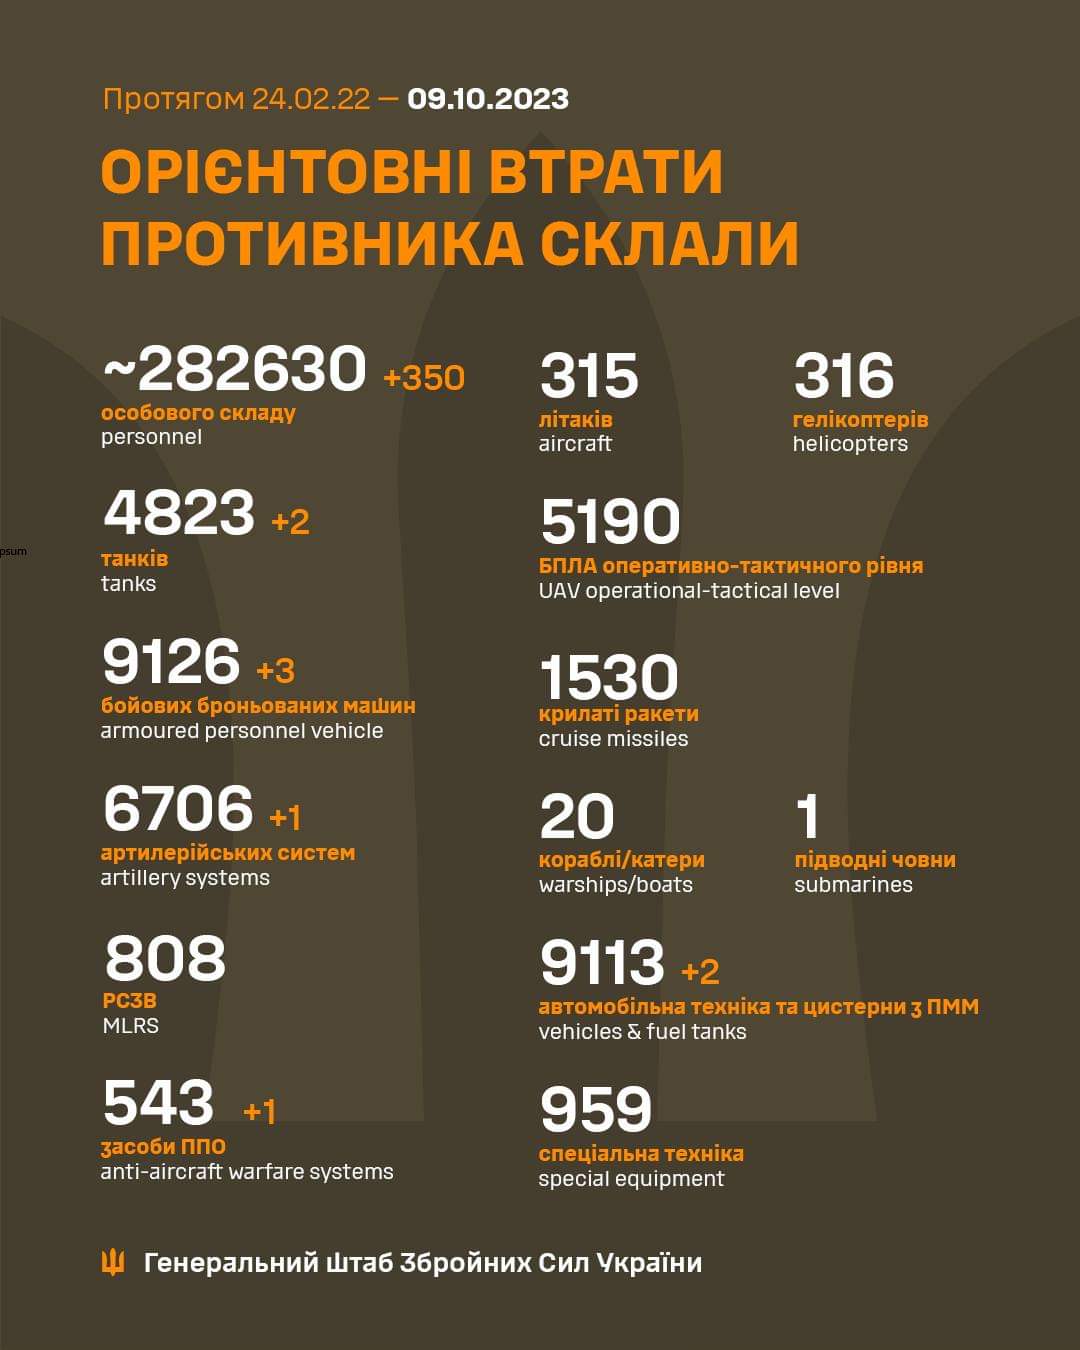 Протягом 24.02.22 — 09.10.2023
ОРІЄНТОВНІ ВТРАТИ
ПРОТИВНИКА СКЛАЛИ
~282630 +350
особового складу
personnel
315
літаків
aircraft
316
гелікоптерів
helicopters
4823 +2
танків
tanks
psum
5190
БПЛА оперативно-тактичного рівня
UAV operational-tactical level
9126 +3
бойових броньованих машин
armoured personnel vehicle
1530
крилаті ракети
cruise missiles
6706 +1
артилерійських систем
artillery systems
20
кораблі/катери
warships/boats
1
підводні човни
submarines
808
РСЗВ
MLRS
9113 +2
автомобільна техніка та цистерни з ПММ
vehicles & fuel tanks
543 +1
засоби ППО
anti-aircraft warfare systems
959
спеціальна техніка
special equipment
Генеральний Штаб Збройних Сил України